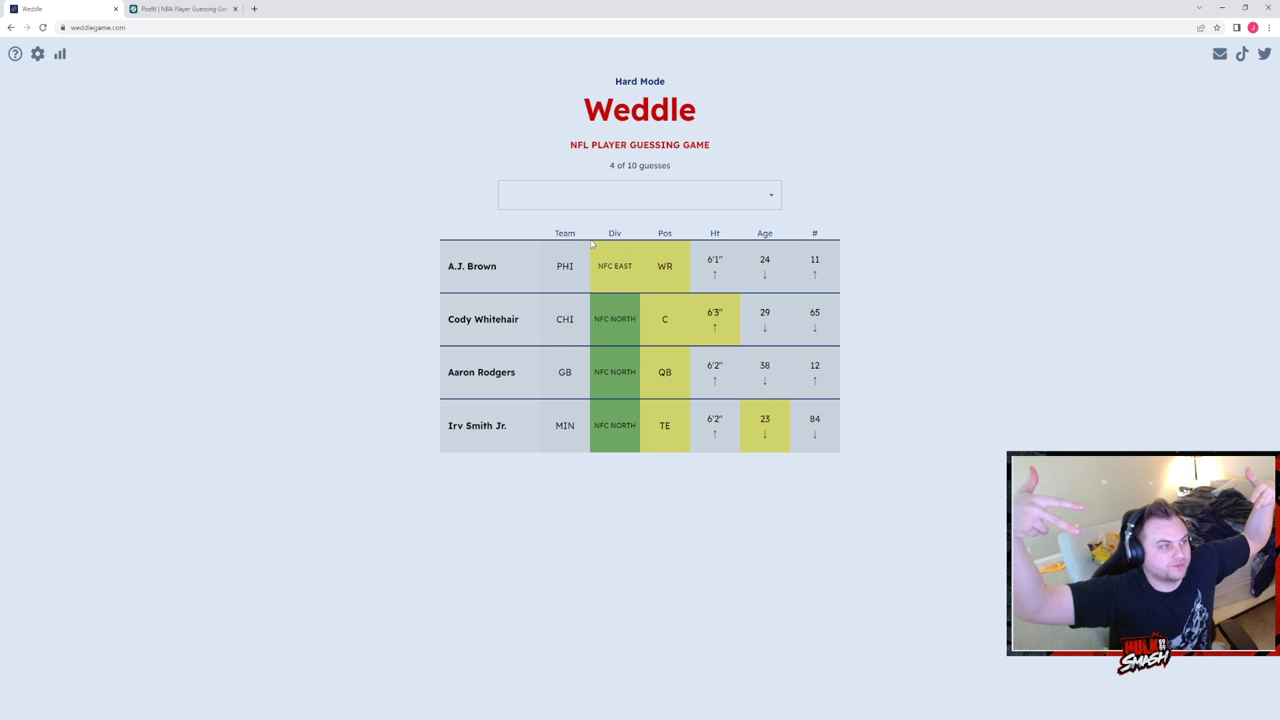 Weddle
Poeltl | NBA Player Guessing Ga
weddlegame.com
J
Hard Mode
Weddle
NFL PLAYER GUESSING GAME
4 of 10 guesses
Team Div Pos Ht Age #
A.J. Brown PHI NFC EAST WR 6'1" ↑ 24 ↓ 11 ↑
Cody Whitehair CHI NFC NORTH C 6'3" ↑ 29 ↓ 65 ↓
Aaron Rodgers GB NFC NORTH QB 6'2" ↑ 38 ↓ 12 ↑
Irv Smith Jr. MIN NFC NORTH TE 6'2" ↑ 23 ↓ 84 ↓
HULK
SMASH